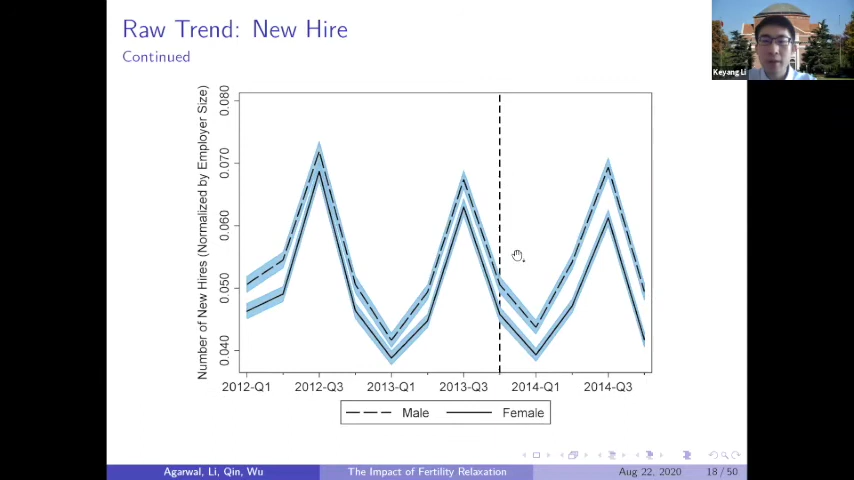 Raw Trend: New Hire
Continued
Keyang Li
Number of New Hires (Normalized by Employer Size)
0.080
0.070
0.060
0.050
0.040
2012-Q1 2012-Q3 2013-Q1 2013-Q3 2014-Q1 2014-Q3
Male Female
Agarwal, Li, Qin, Wu The Impact of Fertility Relaxation Aug 22, 2020 18 / 50